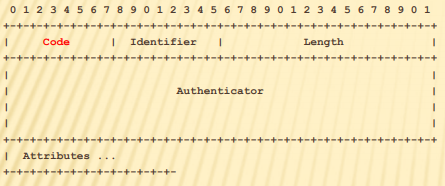 0 1 2 3 4 5 6 7 8 9 0 1 2 3 4 5 6 7 8 9 0 1 2 3 4 5 6 7 8 9 0 1
+-+-+-+-+-+-+-+-+-+-+-+-+-+-+-+-+-+-+-+-+-+-+-+-+-+-+-+-+-+-+-+-+
| Code | Identifier | Length |
+-+-+-+-+-+-+-+-+-+-+-+-+-+-+-+-+-+-+-+-+-+-+-+-+-+-+-+-+-+-+-+-+
| |
| Authenticator |
| |
| |
+-+-+-+-+-+-+-+-+-+-+-+-+-+-+-+-+-+-+-+-+-+-+-+-+-+-+-+-+-+-+-+-+
| Attributes ...
+-+-+-+-+-+-+-+-+-+-+-+-+-